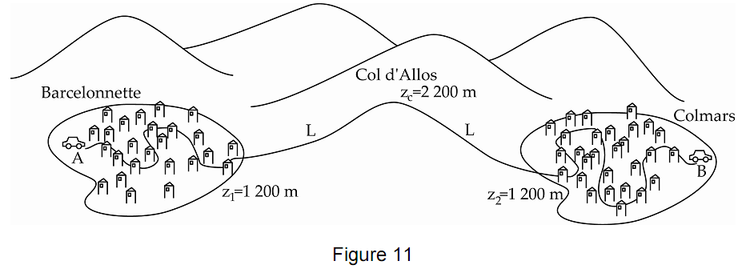 Col d'Allos
z_c=2 200 m
Barcelonnette
Colmars
L
L
A
B
z_1=1 200 m
z_2=1 200 m
Figure 11